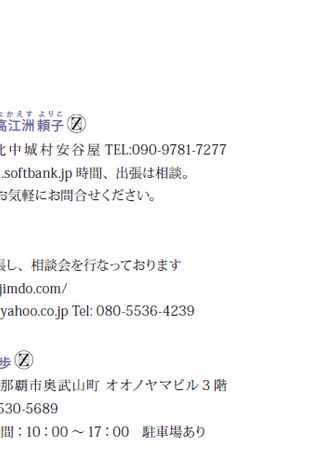 なかえす よりこ
高江洲 頼子
北中城村安谷屋 TEL:090-9781-7277
.softbank.jp 時間、出張は相談。
お気軽にお問合せください。
張し、相談会を行なっております
jimdo.com/
yahoo.co.jp Tel: 080-5536-4239
歩
那覇市奥武山町 オオノヤマビル 3 階
530-5689
間：10：00 ～ 17：00　駐車場あり